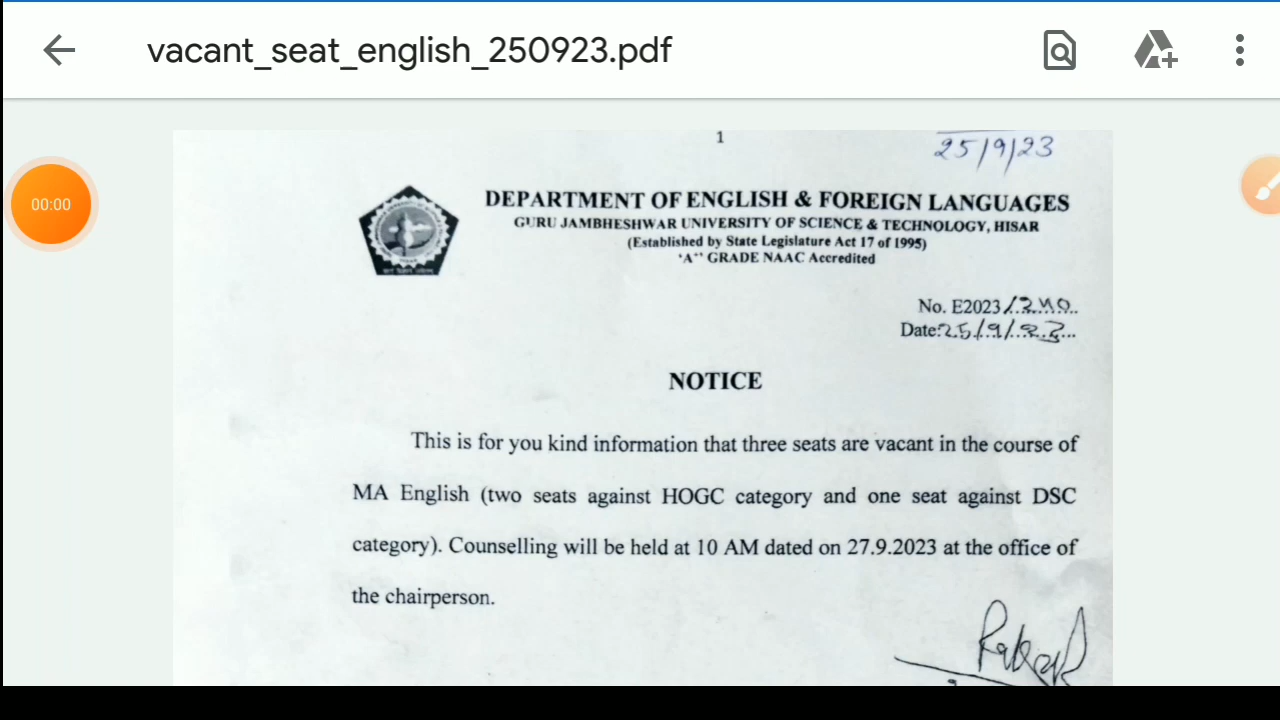 vacant_seat_english_250923.pdf
00:00
1
25/9/23
DEPARTMENT OF ENGLISH & FOREIGN LANGUAGES
GURU JAMBHESHWAR UNIVERSITY OF SCIENCE & TECHNOLOGY, HISAR
(Established by State Legislature Act 17 of 1995)
'A+' GRADE NAAC Accredited
No. E2023/340
Date:25/9/23
NOTICE
This is for you kind information that three seats are vacant in the course of
MA English (two seats against HOGC category and one seat against DSC
category). Counselling will be held at 10 AM dated on 27.9.2023 at the office of
the chairperson.